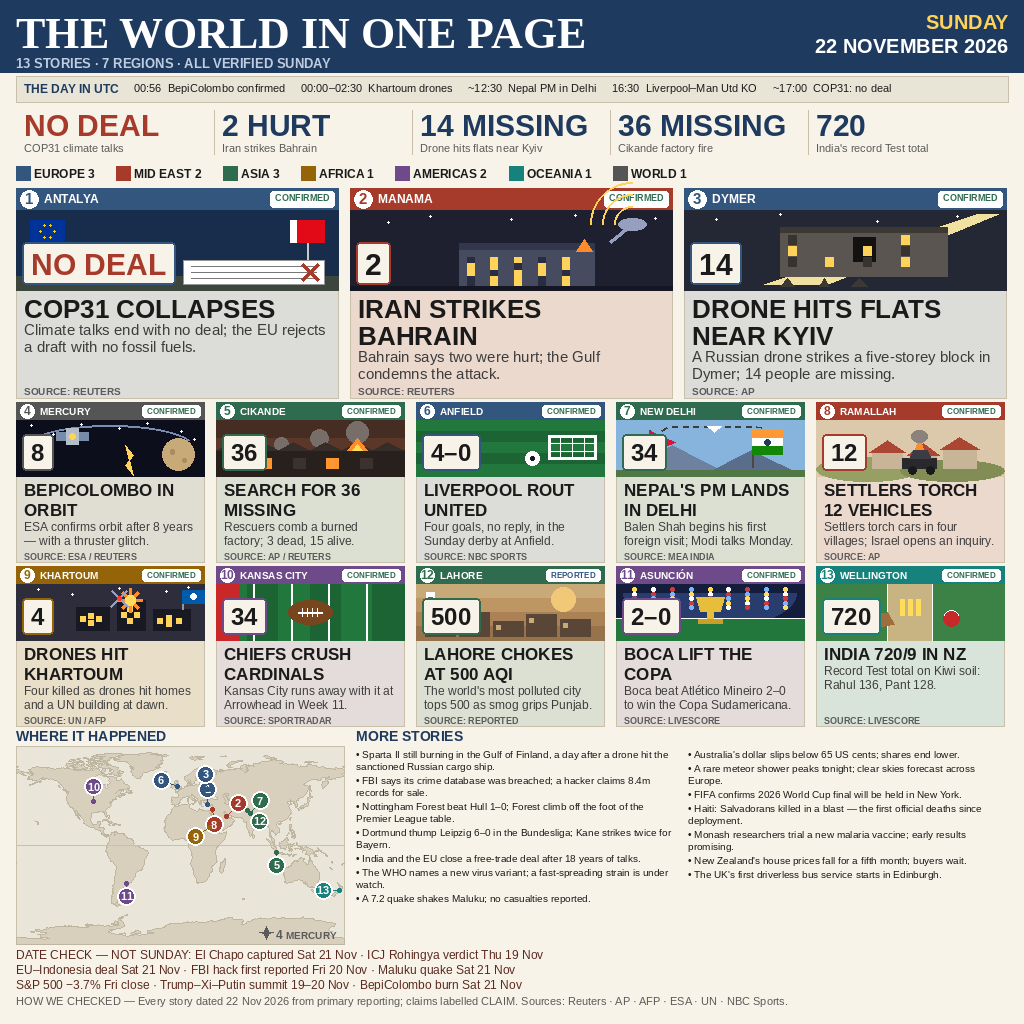 THE WORLD IN ONE PAGE
13 STORIES · 7 REGIONS · ALL VERIFIED SUNDAY
SUNDAY
22 NOVEMBER 2026
THE DAY IN UTC 00:56 BepiColombo confirmed 00:00–02:30 Khartoum drones ~12:30 Nepal PM in Delhi 16:30 Liverpool–Man Utd KO ~17:00 COP31: no deal
NO DEAL
COP31 climate talks
2 HURT
Iran strikes Bahrain
14 MISSING
Drone hits flats near Kyiv
36 MISSING
Cikande factory fire
720
India's record Test total
EUROPE 3 MID EAST 2 ASIA 3 AFRICA 1 AMERICAS 2 OCEANIA 1 WORLD 1
1 ANTALYA CONFIRMED
NO DEAL
COP31 COLLAPSES
Climate talks end with no deal; the EU rejects
a draft with no fossil fuels.
SOURCE: REUTERS
2 MANAMA CONFIRMED
2
IRAN STRIKES
BAHRAIN
Bahrain says two were hurt; the Gulf
condemns the attack.
SOURCE: REUTERS
3 DYMER CONFIRMED
14
DRONE HITS FLATS
NEAR KYIV
A Russian drone strikes a five-storey block in
Dymer; 14 people are missing.
SOURCE: AP
4 MERCURY CONFIRMED
8
BEPICOLOMBO IN
ORBIT
ESA confirms orbit after 8 years
— with a thruster glitch.
SOURCE: ESA / REUTERS
5 CIKANDE CONFIRMED
36
SEARCH FOR 36
MISSING
Rescuers comb a burned
factory; 3 dead, 15 alive.
SOURCE: AP / REUTERS
6 ANFIELD CONFIRMED
4–0
LIVERPOOL ROUT
UNITED
Four goals, no reply, in the
Sunday derby at Anfield.
SOURCE: NBC SPORTS
7 NEW DELHI CONFIRMED
34
NEPAL'S PM LANDS
IN DELHI
Balen Shah begins his first
foreign visit; Modi talks Monday.
SOURCE: MEA INDIA
8 RAMALLAH CONFIRMED
12
SETTLERS TORCH
12 VEHICLES
Settlers torch cars in four
villages; Israel opens an inquiry.
SOURCE: AP
9 KHARTOUM CONFIRMED
4
DRONES HIT
KHARTOUM
Four killed as drones hit homes
and a UN building at dawn.
SOURCE: UN / AFP
10 KANSAS CITY CONFIRMED
34
CHIEFS CRUSH
CARDINALS
Kansas City runs away with it at
Arrowhead in Week 11.
SOURCE: SPORTRADAR
12 LAHORE REPORTED
500
LAHORE CHOKES
AT 500 AQI
The world's most polluted city
tops 500 as smog grips Punjab.
SOURCE: REPORTED
11 ASUNCIÓN CONFIRMED
2–0
BOCA LIFT THE
COPA
Boca beat Atlético Mineiro 2–0
to win the Copa Sudamericana.
SOURCE: LIVESCORE
13 WELLINGTON CONFIRMED
720
INDIA 720/9 IN NZ
Record Test total on Kiwi soil:
Rahul 136, Pant 128.
SOURCE: LIVESCORE
WHERE IT HAPPENED
10
6
3
1
2
7
8
12
9
5
11
13
4 MERCURY
MORE STORIES
• Sparta II still burning in the Gulf of Finland, a day after a drone hit the
sanctioned Russian cargo ship.
• FBI says its crime database was breached; a hacker claims 8.4m
records for sale.
• Nottingham Forest beat Hull 1–0; Forest climb off the foot of the
Premier League table.
• Dortmund thump Leipzig 6–0 in the Bundesliga; Kane strikes twice for
Bayern.
• India and the EU close a free-trade deal after 18 years of talks.
• The WHO names a new virus variant; a fast-spreading strain is under
watch.
• A 7.2 quake shakes Maluku; no casualties reported.
• Australia's dollar slips below 65 US cents; shares end lower.
• A rare meteor shower peaks tonight; clear skies forecast across
Europe.
• FIFA confirms 2026 World Cup final will be held in New York.
• Haiti: Salvadorans killed in a blast — the first official deaths since
deployment.
• Monash researchers trial a new malaria vaccine; early results
promising.
• New Zealand's house prices fall for a fifth month; buyers wait.
• The UK's first driverless bus service starts in Edinburgh.
DATE CHECK — NOT SUNDAY: El Chapo captured Sat 21 Nov · ICJ Rohingya verdict Thu 19 Nov
EU–Indonesia deal Sat 21 Nov · FBI hack first reported Fri 20 Nov · Maluku quake Sat 21 Nov
S&P 500 −3.7% Fri close · Trump–Xi–Putin summit 19–20 Nov · BepiColombo burn Sat 21 Nov
HOW WE CHECKED — Every story dated 22 Nov 2026 from primary reporting; claims labelled CLAIM. Sources: Reuters · AP · AFP · ESA · UN · NBC Sports.